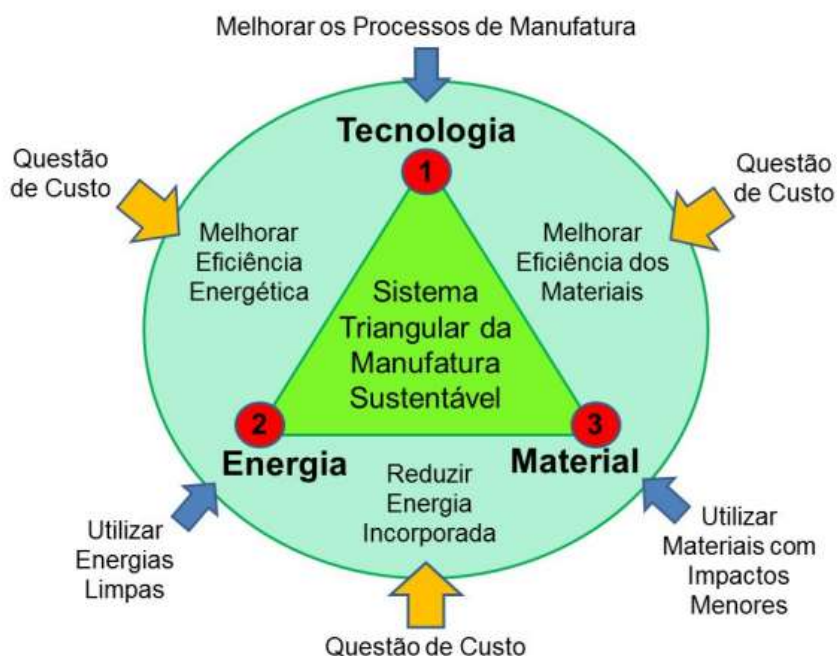 Melhorar os Processos de Manufatura
Tecnologia
1
Questão
de Custo
Questão
de Custo
Melhorar
Eficiência
Energética
Melhorar
Eficiência dos
Materiais
Sistema
Triangular da
Manufatura
Sustentável
2
3
Energia
Material
Reduzir
Energia
Incorporada
Utilizar
Energias
Limpas
Utilizar
Materiais com
Impactos
Menores
Questão de Custo